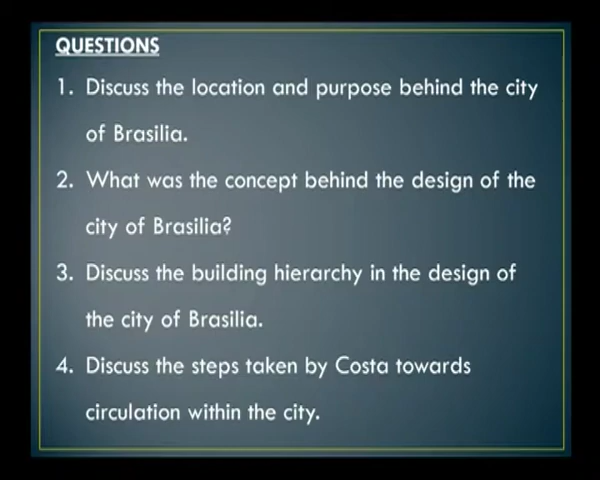 QUESTIONS
1. Discuss the location and purpose behind the city
of Brasilia.
2. What was the concept behind the design of the
city of Brasilia?
3. Discuss the building hierarchy in the design of
the city of Brasilia.
4. Discuss the steps taken by Costa towards
circulation within the city.